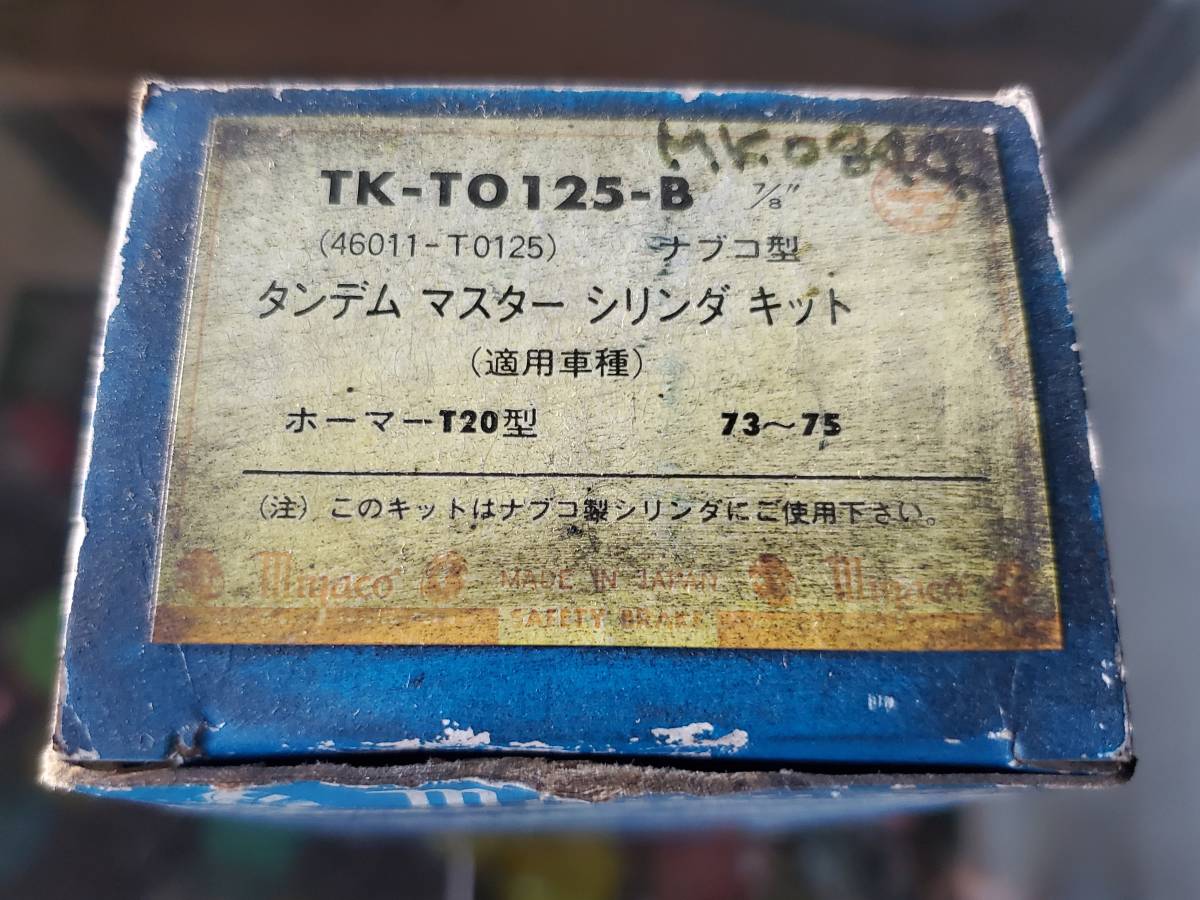 TK-TO125-B 7/8"
(46011-T0125) ナブコ型
タンデム マスター シリンダ キット
(適用車種)
ホーマーT20型 73~75
(注) このキットはナブコ製シリンダにご使用下さい。
Miyaco MADE IN JAPAN Miyaco
SAFETY BRAKE